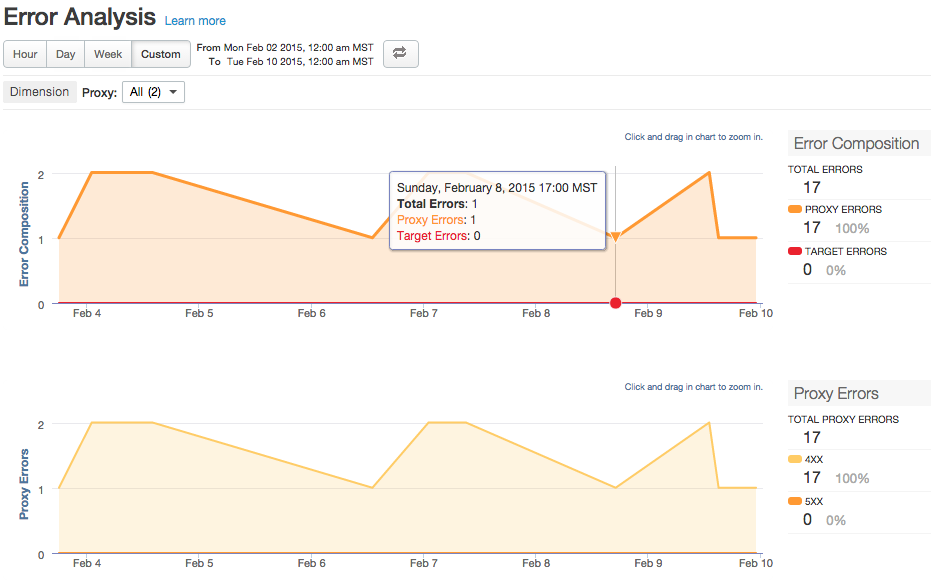 Error Analysis Learn more
Hour Day Week Custom From Mon Feb 02 2015, 12:00 am MST
To Tue Feb 10 2015, 12:00 am MST
Dimension Proxy: All (2)
Click and drag in chart to zoom in.
Error Composition
2
1
0
Sunday, February 8, 2015 17:00 MST
Total Errors: 1
Proxy Errors: 1
Target Errors: 0
Feb 4 Feb 5 Feb 6 Feb 7 Feb 8 Feb 9 Feb 10
Error Composition
TOTAL ERRORS
17
PROXY ERRORS
17 100%
TARGET ERRORS
0 0%
Click and drag in chart to zoom in.
Proxy Errors
2
1
0
Feb 4 Feb 5 Feb 6 Feb 7 Feb 8 Feb 9 Feb 10
Proxy Errors
TOTAL PROXY ERRORS
17
4XX
17 100%
5XX
0 0%